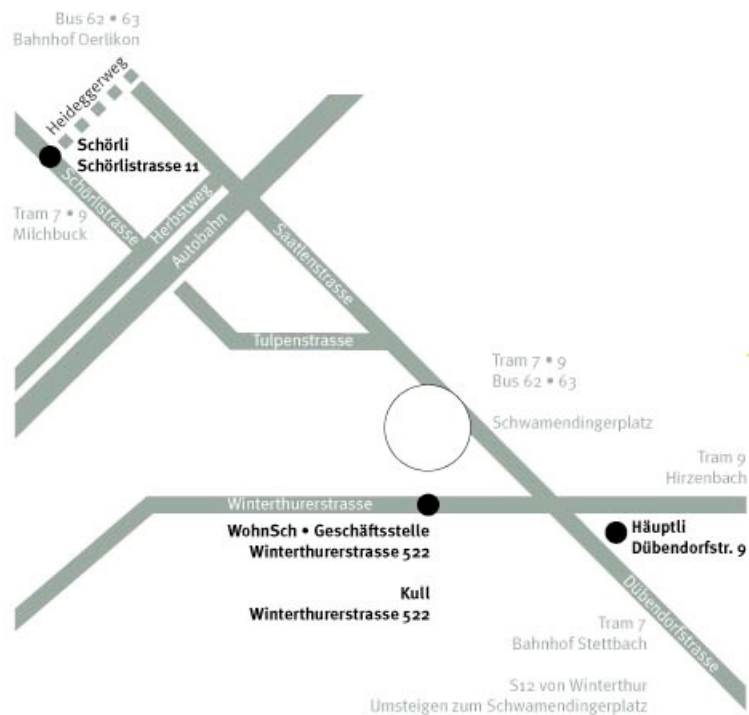 Bus 62 • 63
Bahnhof Oerlikon
Heideggerweg
Schörli
Schörlistrasse 11
Schörlistrasse
Herbstweg
Autobahn
Tram 7 • 9
Milchbuck
Saatlenstrasse
Tulpenstrasse
Tram 7 • 9
Bus 62 • 63
Schwamendingerplatz
Tram 9
Hirzenbach
Winterthurerstrasse
WohnSch • Geschäftsstelle
Winterthurerstrasse 522
Häuptli
Dübendorfstr. 9
Kull
Winterthurerstrasse 522
Dübendorfstrasse
Tram 7
Bahnhof Stettbach
S12 von Winterthur
Umsteigen zum Schwamendingerplatz